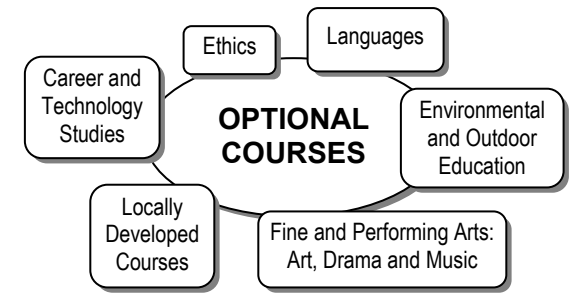 Ethics
Languages
Career and
Technology
Studies
OPTIONAL
COURSES
Environmental
and Outdoor
Education
Locally
Developed
Courses
Fine and Performing Arts:
Art, Drama and Music